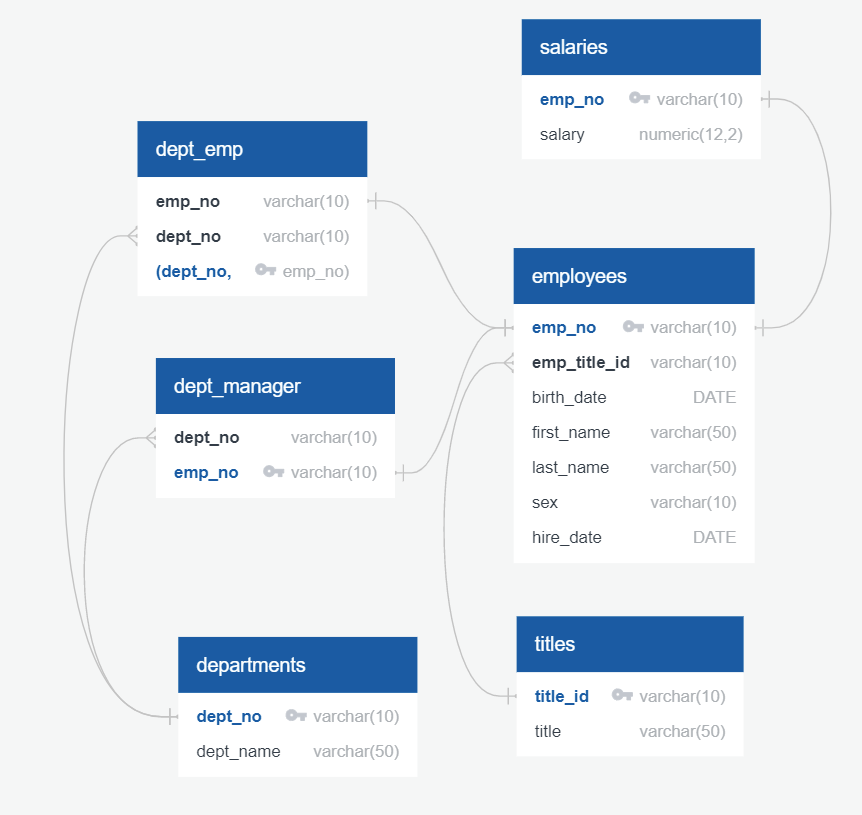 salaries
emp_no varchar(10)
salary numeric(12,2)
dept_emp
emp_no varchar(10)
dept_no varchar(10)
(dept_no, emp_no)
employees
emp_no varchar(10)
emp_title_id varchar(10)
birth_date DATE
first_name varchar(50)
last_name varchar(50)
sex varchar(10)
hire_date DATE
dept_manager
dept_no varchar(10)
emp_no varchar(10)
departments
dept_no varchar(10)
dept_name varchar(50)
titles
title_id varchar(10)
title varchar(50)